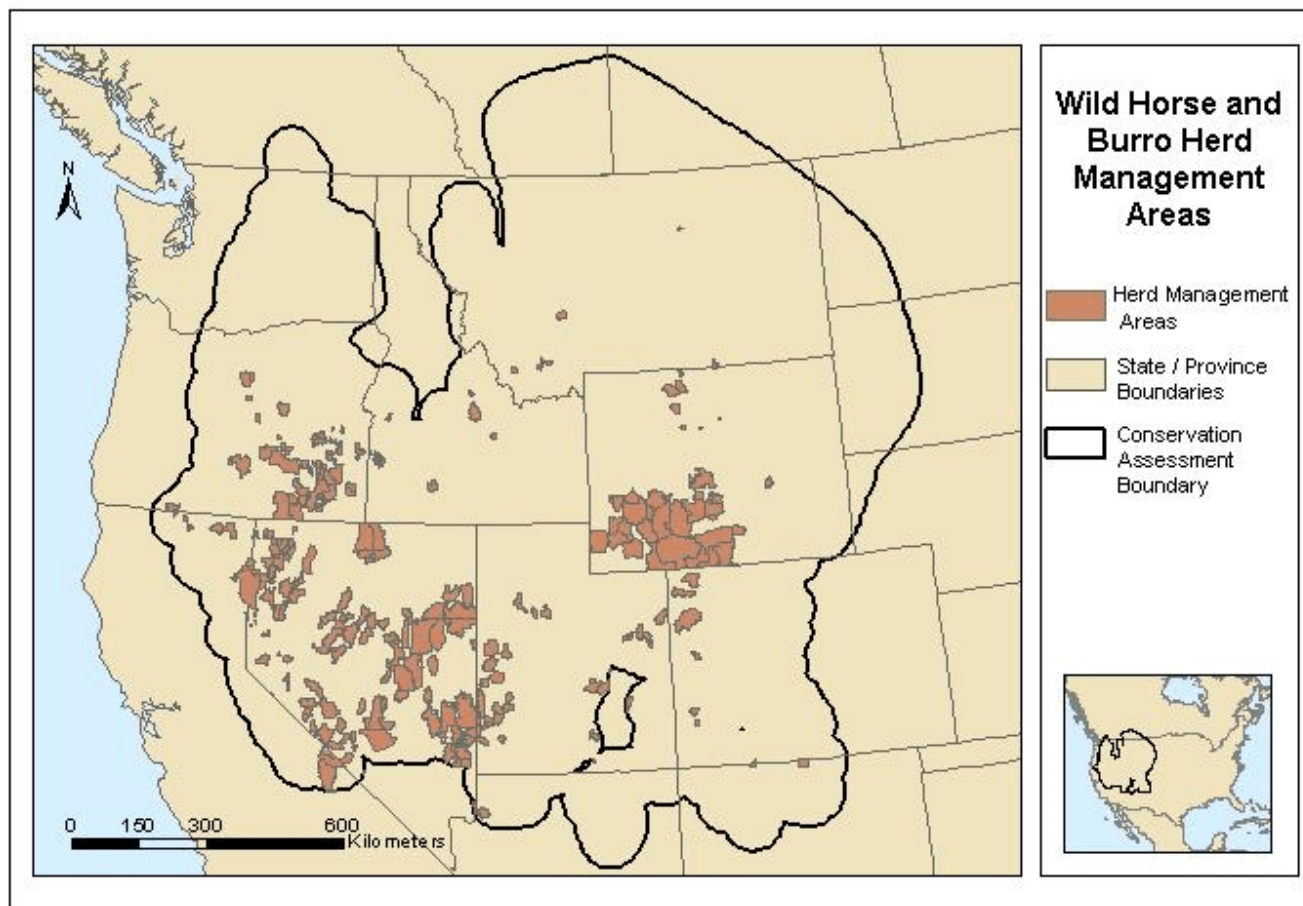 Wild Horse and
Burro Herd
Management
Areas
Herd Management
Areas
State / Province
Boundaries
Conservation
Assessment
Boundary
N
0 150 300 600
Kilometers